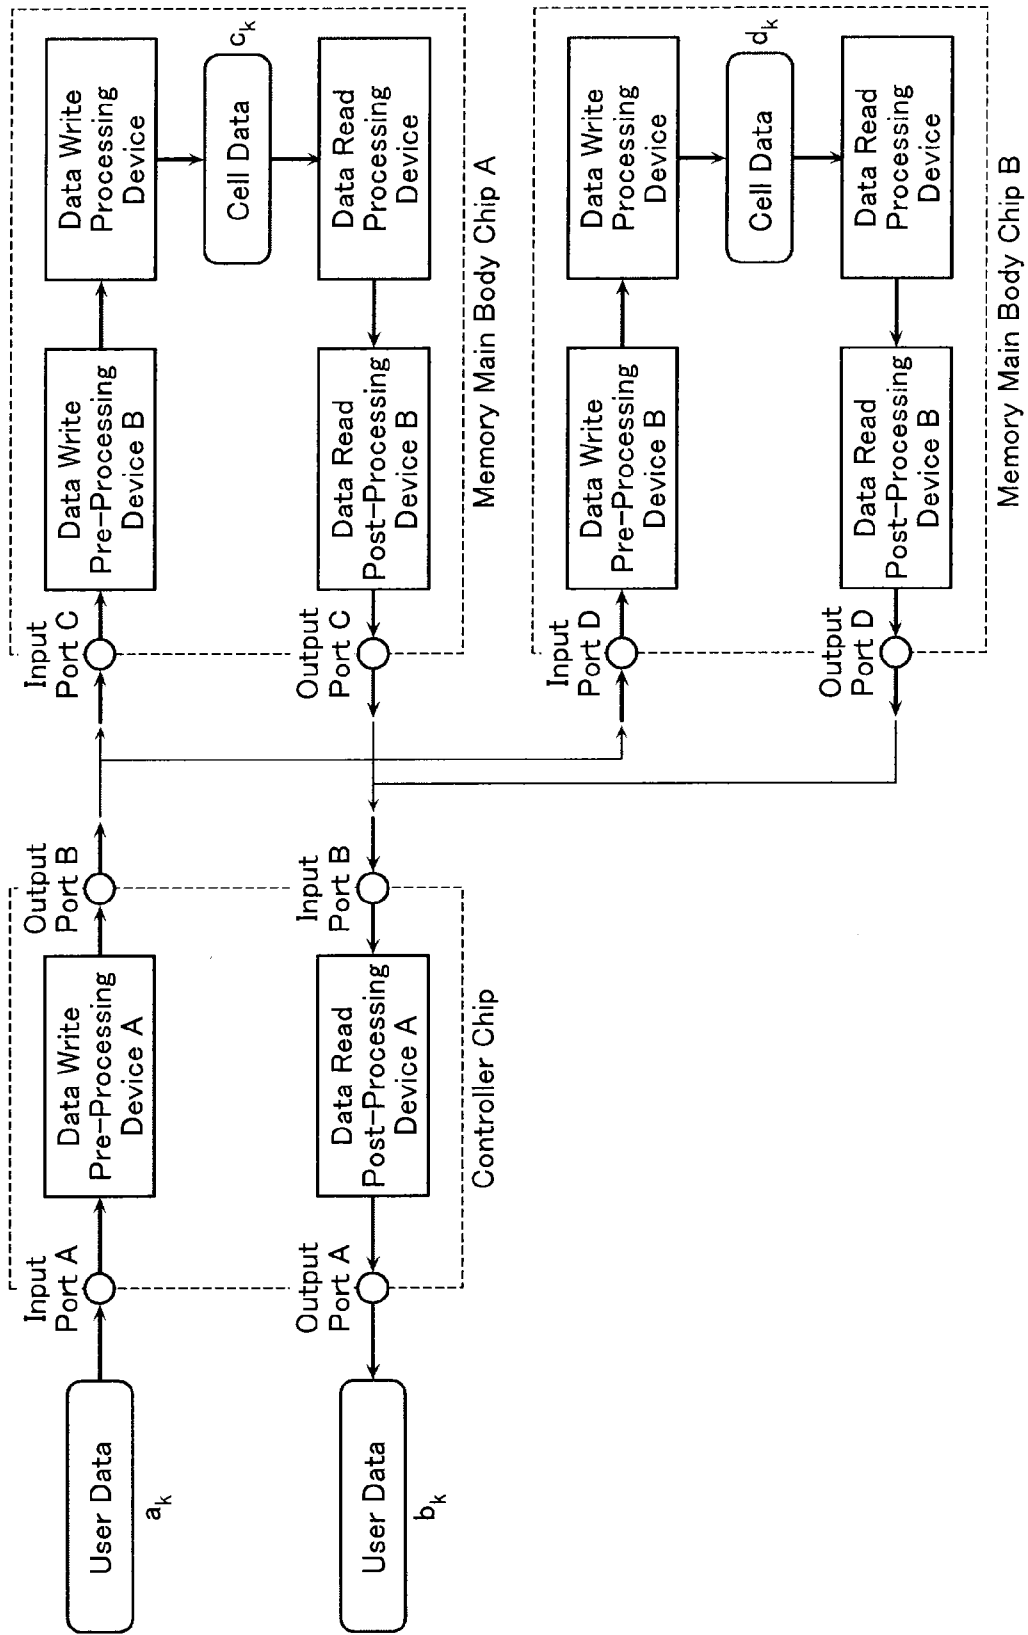 User Data
a_k
Input
Port A
Data Write
Pre-Processing
Device A
Output
Port B
Input
Port C
Data Write
Pre-Processing
Device B
Data Write
Processing
Device
Cell Data
c_k
User Data
b_k
Output
Port A
Data Read
Post-Processing
Device A
Input
Port B
Output
Port C
Data Read
Post-Processing
Device B
Data Read
Processing
Device
Controller Chip
Memory Main Body Chip A
Input
Port D
Data Write
Pre-Processing
Device B
Data Write
Processing
Device
Cell Data
d_k
Output
Port D
Data Read
Post-Processing
Device B
Data Read
Processing
Device
Memory Main Body Chip B